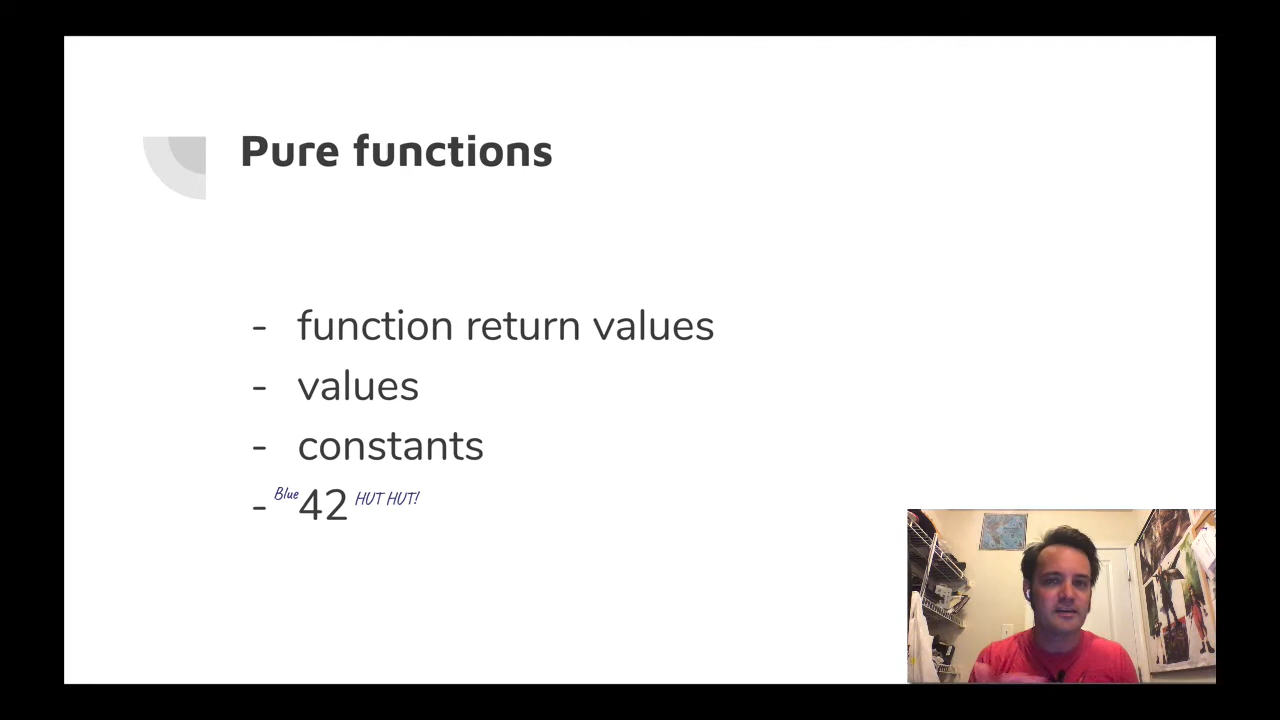 Pure functions
- function return values
- values
- constants
- Blue 42 HUT HUT!